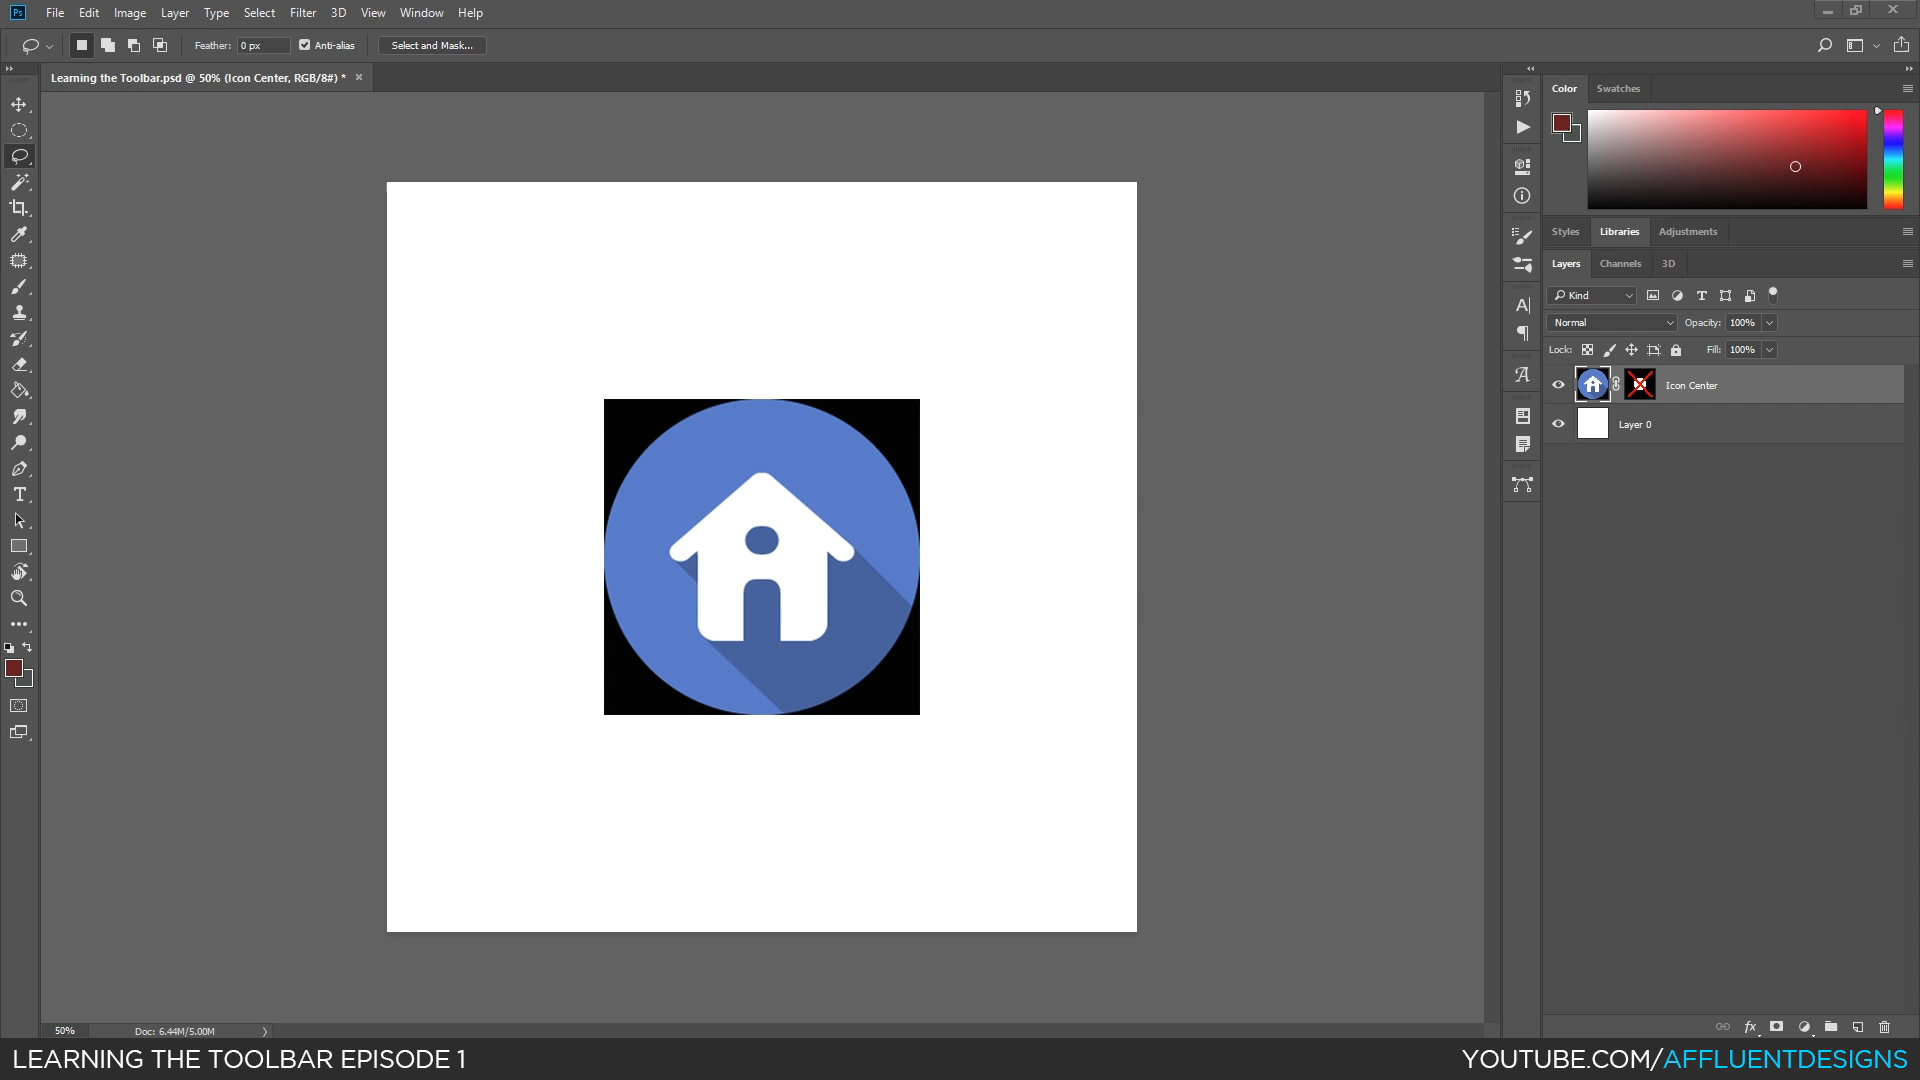 Ps File Edit Image Layer Type Select Filter 3D View Window Help
Feather: 0 px Anti-alias Select and Mask...
Learning the Toolbar.psd @ 50% (Icon Center, RGB/8#) * ×
Color Swatches
Styles Libraries Adjustments
Layers Channels 3D
Kind
Normal Opacity: 100%
Lock: Fill: 100%
Icon Center
Layer 0
50% Doc: 6.44M/5.00M
fx
LEARNING THE TOOLBAR EPISODE 1
YOUTUBE.COM/AFFLUENTDESIGNS